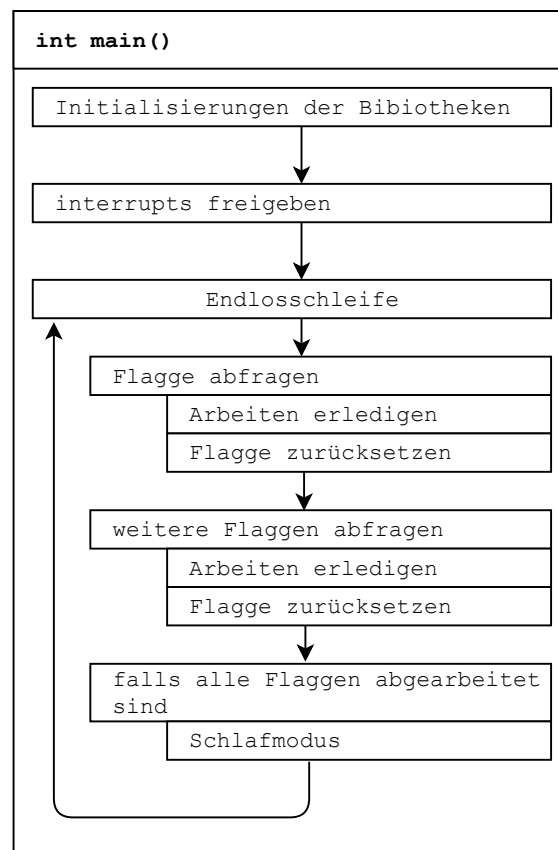 int main()
Initialisierungen der Bibiotheken
interrupts freigeben
Endlosschleife
Flagge abfragen
Arbeiten erledigen
Flagge zurücksetzen
weitere Flaggen abfragen
Arbeiten erledigen
Flagge zurücksetzen
falls alle Flaggen abgearbeitet
sind
Schlafmodus